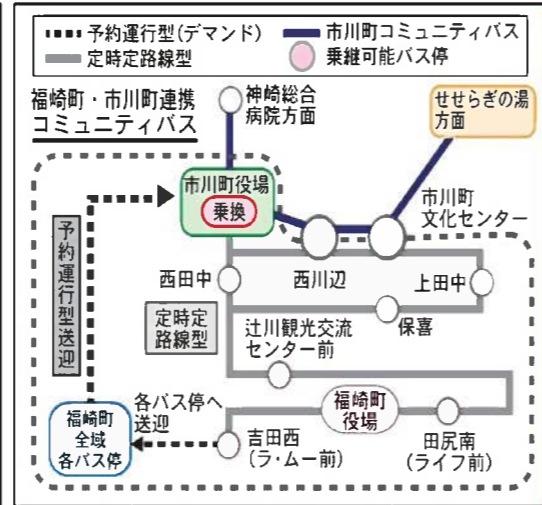 予約運行型(デマンド)
市川町コミュニティバス
定時定路線型
乗継可能バス停
福崎町・市川町連携
コミュニティバス
神崎総合
病院方面
せせらぎの湯
方面
市川町役場
乗換
市川町
文化センター
予約運行型送迎
西田中
西川辺
上田中
定時定
路線型
辻川観光交流
センター前
保喜
福崎町
全域
各バス停
各バス停へ
送迎
吉田西
(ラ・ムー前)
福崎町
役場
田尻南
(ライフ前)